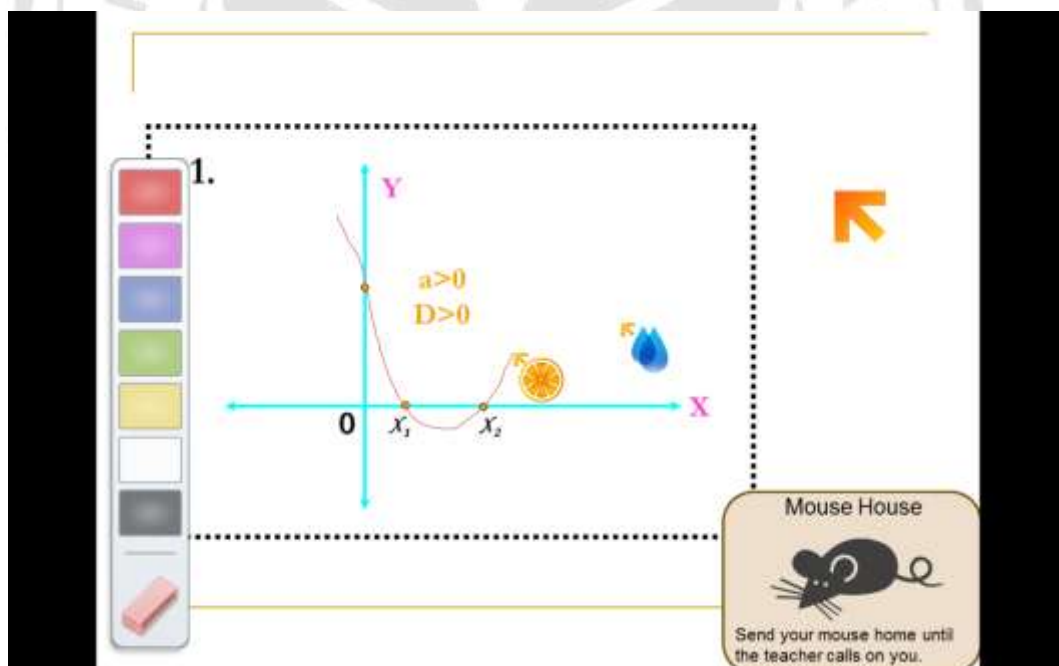 1.
Y
a>0
D>0
X
0 x₁ x₂
Mouse House
Send your mouse home until
the teacher calls on you.